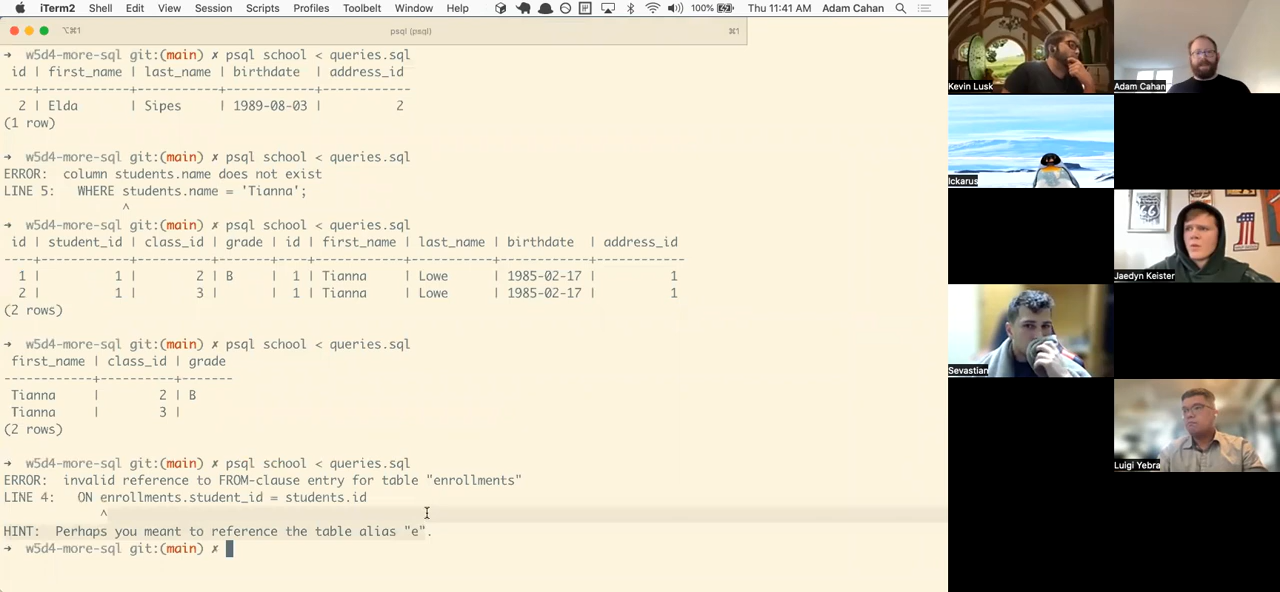 iTerm2 Shell Edit View Session Scripts Profiles Toolbelt Window Help 100% Thu 11:41 AM Adam Cahan
⌥⌘1 psql (psql) ⌘1
→ w5d4-more-sql git:(main) ✗ psql school < queries.sql
id | first_name | last_name | birthdate | address_id
----+------------+-----------+------------+------------
2 | Elda | Sipes | 1989-08-03 | 2
(1 row)
→ w5d4-more-sql git:(main) ✗ psql school < queries.sql
ERROR: column students.name does not exist
LINE 5: WHERE students.name = 'Tianna';
^
→ w5d4-more-sql git:(main) ✗ psql school < queries.sql
id | student_id | class_id | grade | id | first_name | last_name | birthdate | address_id
----+------------+----------+-------+----+------------+-----------+------------+------------
1 | 1 | 2 | B | 1 | Tianna | Lowe | 1985-02-17 | 1
2 | 1 | 3 | | 1 | Tianna | Lowe | 1985-02-17 | 1
(2 rows)
→ w5d4-more-sql git:(main) ✗ psql school < queries.sql
first_name | class_id | grade
------------+----------+-------
Tianna | 2 | B
Tianna | 3 |
(2 rows)
→ w5d4-more-sql git:(main) ✗ psql school < queries.sql
ERROR: invalid reference to FROM-clause entry for table "enrollments"
LINE 4: ON enrollments.student_id = students.id
^
HINT: Perhaps you meant to reference the table alias "e".
→ w5d4-more-sql git:(main) ✗
Kevin Lusk
Adam Cahan
Ickarus
ROUTE
66
1
Jaedyn Keister
Sevastian
Luigi Yebra